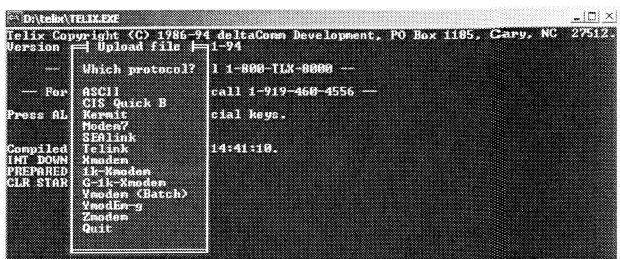 D:\telix\TELIX.EXE
Telix Copyright (C) 1986-94 deltaComm Development, PO Box 1185, Cary, NC 27512.
Version Upload file 1-94
Which protocol?
-- l 1-800-TLX-8000 --
-- For ASCII call 1-919-460-4556 --
CIS Quick B
Press AL Kermit cial keys.
Modem7
SEAlink
Compiled Telink 14:41:10.
INT DOWN Xmodem
PREPARED 1k-Xmodem
CLR STAR G-1k-Xmodem
Ymodem (Batch)
YmodEm-g
Zmodem
Quit